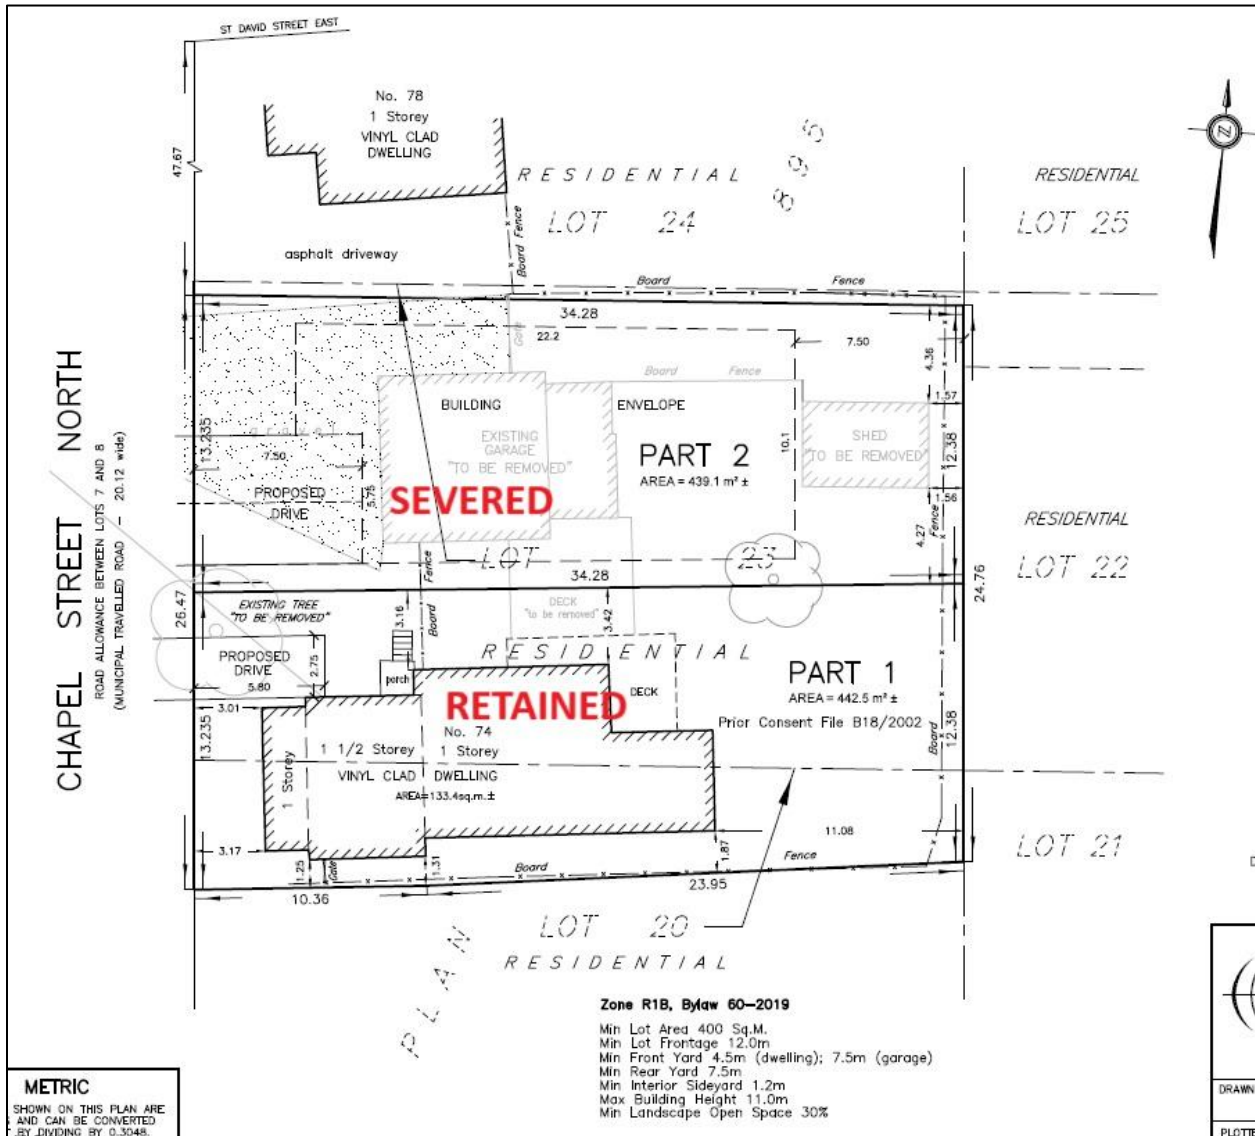 ST DAVID STREET EAST
No. 78
1 Storey
VINYL CLAD
DWELLING
47.67
RESIDENTIAL
LOT 24
895
RESIDENTIAL
LOT 25
Z
asphalt driveway
Board Fence
Board Fence
34.28
Gate
22.2
7.50
4.36
Board Fence
1.57
BUILDING ENVELOPE
EXISTING
GARAGE
"TO BE REMOVED"
SHED
"TO BE REMOVED"
gravel
13.235
7.50
PART 2
AREA = 439.1 m² ±
10.1
12.38
1.56
PROPOSED
DRIVE
5.75
SEVERED
4.27
Fence
RESIDENTIAL
LOT 22
LOT 23
34.28
Fence
CHAPEL STREET NORTH
ROAD ALLOWANCE BETWEEN LOTS 7 AND 8
(MUNICIPAL TRAVELLED ROAD — 20.12 wide)
26.47
24.76
EXISTING TREE
"TO BE REMOVED"
3.16
Board
DECK
"to be removed"
3.42
RESIDENTIAL
PROPOSED
DRIVE
2.75
5.80
porch
DECK
PART 1
AREA = 442.5 m² ±
Prior Consent File B18/2002
RETAINED
3.01
13.235
No. 74
1 Storey
1 1/2 Storey 1 Storey
VINYL CLAD DWELLING
AREA=133.4sq.m.±
Board
12.38
3.17
1.25
Gate
1.31
Board
1.87
11.08
Fence
LOT 21
10.36
23.95
PLAN
LOT 20
RESIDENTIAL
Zone R1B, Bylaw 60—2019
Min Lot Area 400 Sq.M.
Min Lot Frontage 12.0m
Min Front Yard 4.5m (dwelling); 7.5m (garage)
Min Rear Yard 7.5m
Min Interior Sideyard 1.2m
Max Building Height 11.0m
Min Landscape Open Space 30%
METRIC
SHOWN ON THIS PLAN ARE
AND CAN BE CONVERTED
BY DIVIDING BY 0.3048.
DRAWN
PLOTTE